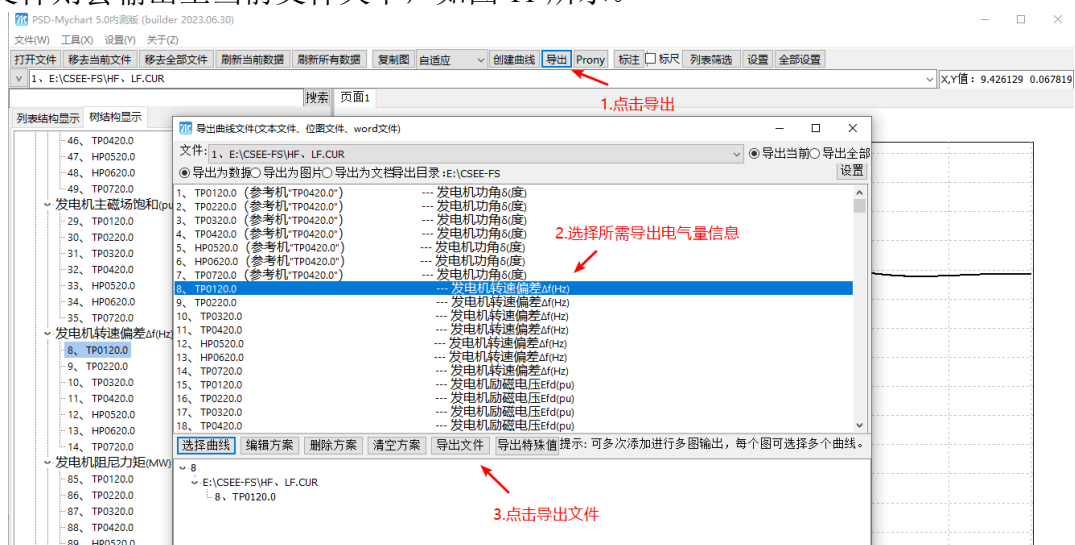 PSD-Mychart 5.0内测版 (builder 2023.06.30)
文件(W) 工具(X) 设置(Y) 关于(Z)
打开文件 移去当前文件 移去全部文件 刷新当前数据 刷新所有数据 复制图 自适应 创建曲线 导出 Prony 标注 标尺 列表筛选 设置 全部设置
1、E:\CSEE-FS\HF、LF.CUR X,Y值: 9.426129 0.067819
搜索 页面1
1.点击导出
列表结构显示 树结构显示
46、TP0420.0
47、HP0520.0
48、HP0620.0
49、TP0720.0
发电机主磁场饱和(pu
29、TP0120.0
30、TP0220.0
31、TP0320.0
32、TP0420.0
33、HP0520.0
34、HP0620.0
35、TP0720.0
发电机转速偏差Δf(Hz)
8、TP0120.0
9、TP0220.0
10、TP0320.0
11、TP0420.0
12、HP0520.0
13、HP0620.0
14、TP0720.0
发电机阻尼力矩(MW)
85、TP0120.0
86、TP0220.0
87、TP0320.0
88、TP0420.0
89、HP0520.0
导出曲线文件(文本文件、位图文件、word文件)
文件: 1、E:\CSEE-FS\HF、LF.CUR 导出当前 导出全部
导出为数据 导出为图片 导出为文档 导出目录:E:\CSEE-FS 设置
1、TP0120.0 (参考机"TP0420.0") --- 发电机功角δ(度)
2、TP0220.0 (参考机"TP0420.0") --- 发电机功角δ(度)
3、TP0320.0 (参考机"TP0420.0") --- 发电机功角δ(度)
4、TP0420.0 (参考机"TP0420.0") --- 发电机功角δ(度)
5、HP0520.0 (参考机"TP0420.0") --- 发电机功角δ(度)
6、HP0620.0 (参考机"TP0420.0") --- 发电机功角δ(度)
7、TP0720.0 (参考机"TP0420.0") --- 发电机功角δ(度)
2.选择所需导出电气量信息
8、TP0120.0 --- 发电机转速偏差Δf(Hz)
9、TP0220.0 --- 发电机转速偏差Δf(Hz)
10、TP0320.0 --- 发电机转速偏差Δf(Hz)
11、TP0420.0 --- 发电机转速偏差Δf(Hz)
12、HP0520.0 --- 发电机转速偏差Δf(Hz)
13、HP0620.0 --- 发电机转速偏差Δf(Hz)
14、TP0720.0 --- 发电机转速偏差Δf(Hz)
15、TP0120.0 --- 发电机励磁电压Efd(pu)
16、TP0220.0 --- 发电机励磁电压Efd(pu)
17、TP0320.0 --- 发电机励磁电压Efd(pu)
18、TP0420.0 --- 发电机励磁电压Efd(pu)
选择曲线 编辑方案 删除方案 清空方案 导出文件 导出特殊值 提示:可多次添加进行多图输出，每个图可选择多个曲线。
8
E:\CSEE-FS\HF、LF.CUR
8、TP0120.0
3.点击导出文件